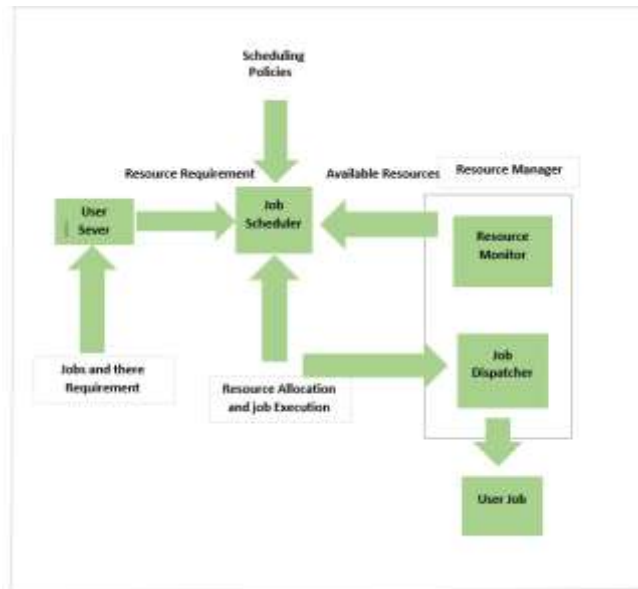 Scheduling
Policies
Resource Requirement
Available Resources
Resource Manager
User
Sever
Job
Scheduler
Resource
Monitor
Jobs and there
Requirement
Resource Allocation
and job Execution
Job
Dispatcher
User Job